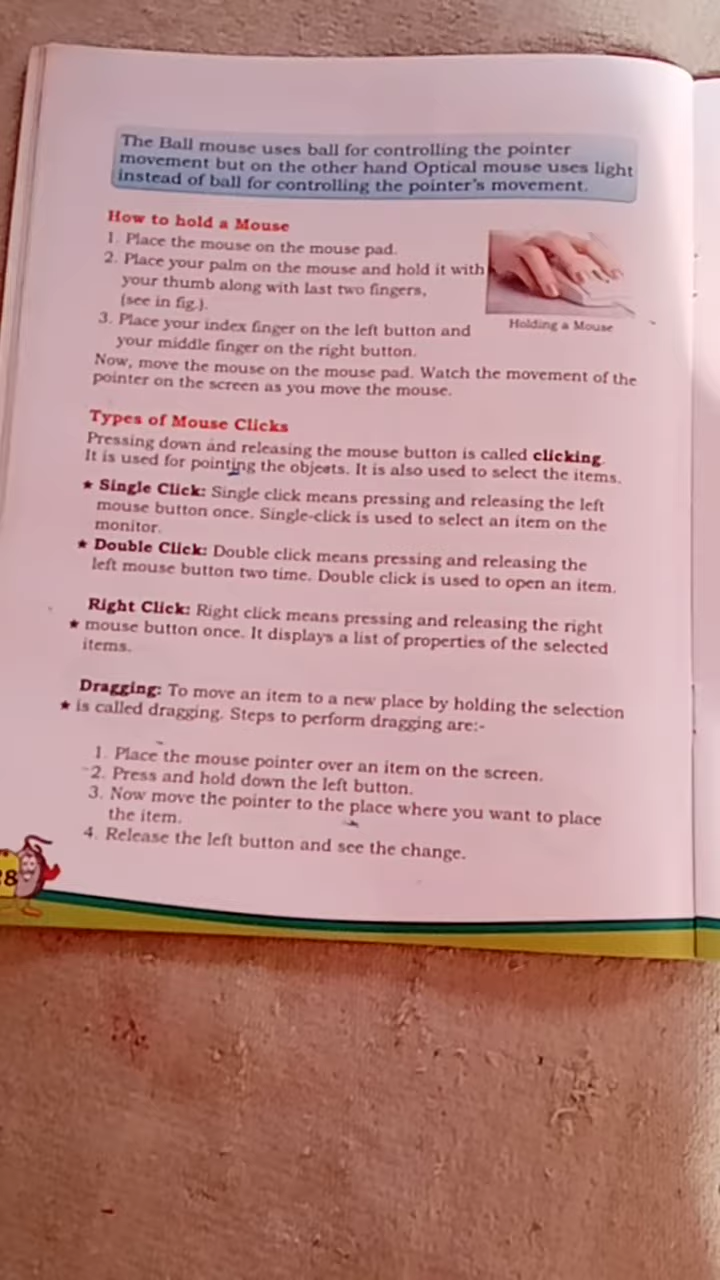 The Ball mouse uses ball for controlling the pointer
movement but on the other hand Optical mouse uses light
instead of ball for controlling the pointer's movement.
How to hold a Mouse
1. Place the mouse on the mouse pad.
2. Place your palm on the mouse and hold it with
your thumb along with last two fingers,
(see in fig.).
3. Place your index finger on the left button and
your middle finger on the right button.
Holding a Mouse
Now, move the mouse on the mouse pad. Watch the movement of the
pointer on the screen as you move the mouse.
Types of Mouse Clicks
Pressing down and releasing the mouse button is called clicking.
It is used for pointing the objects. It is also used to select the items.
★ Single Click: Single click means pressing and releasing the left
mouse button once. Single-click is used to select an item on the
monitor.
★ Double Click: Double click means pressing and releasing the
left mouse button two time. Double click is used to open an item.
Right Click: Right click means pressing and releasing the right
★ mouse button once. It displays a list of properties of the selected
items.
Dragging: To move an item to a new place by holding the selection
★ is called dragging. Steps to perform dragging are:-
1. Place the mouse pointer over an item on the screen.
2. Press and hold down the left button.
3. Now move the pointer to the place where you want to place
the item.
4. Release the left button and see the change.
28